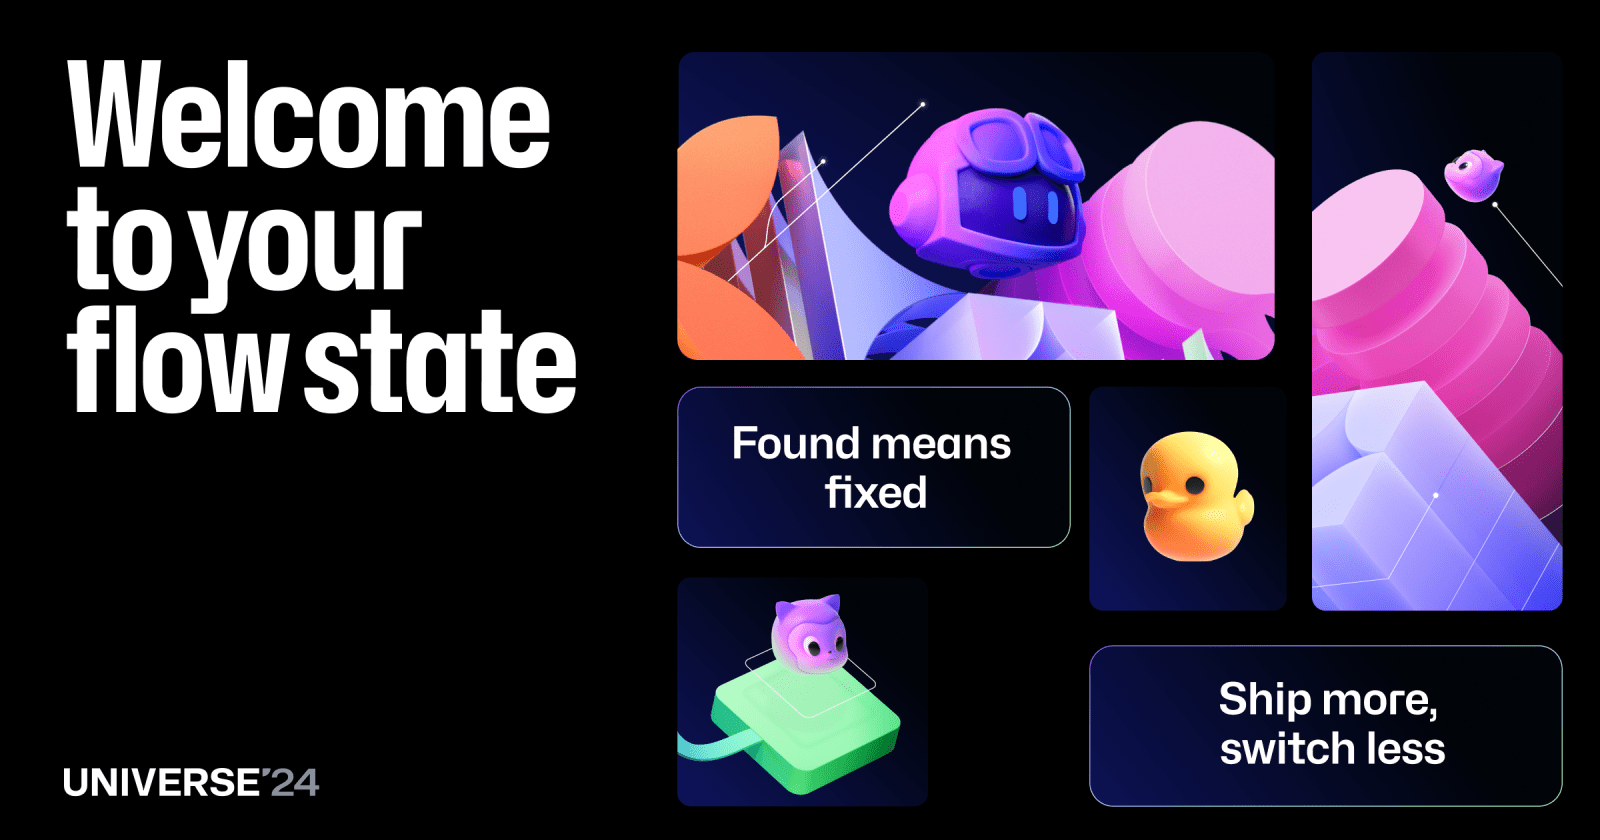 Welcome
to your
flow state
Found means
fixed
Ship more,
switch less
UNIVERSE'24